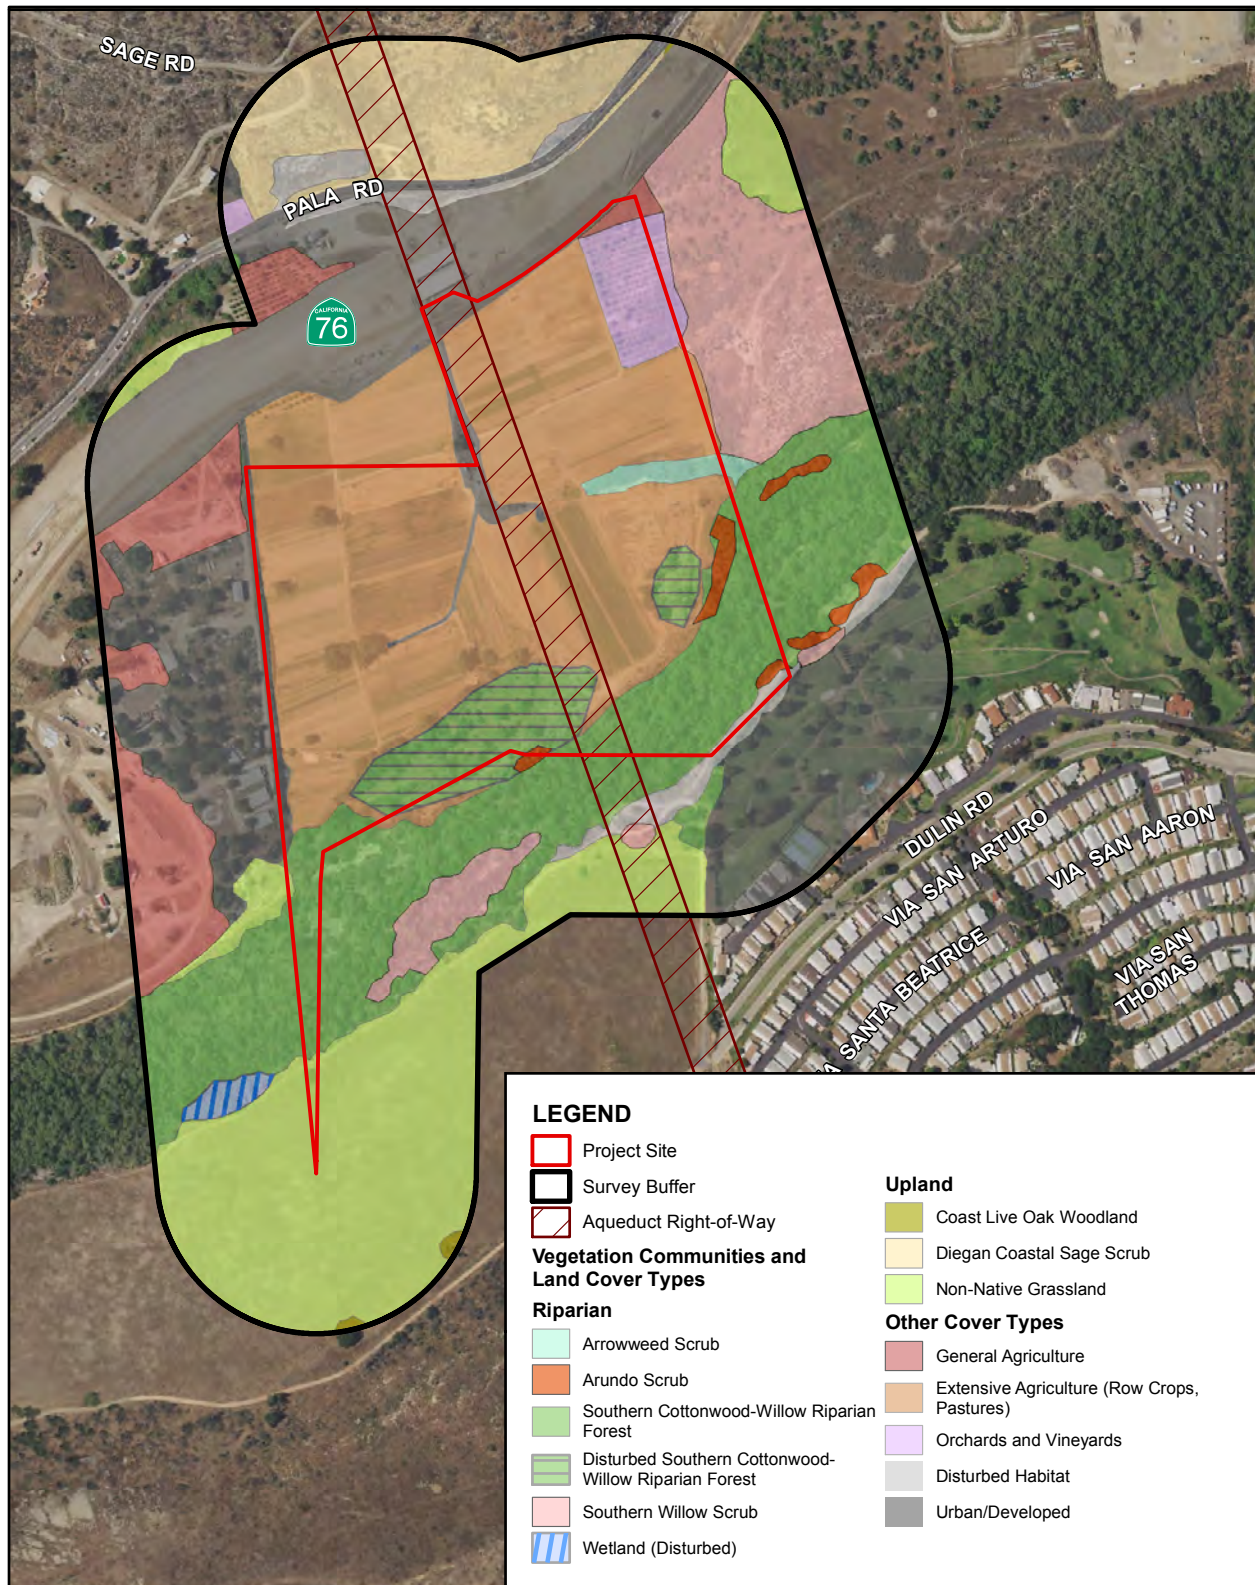 SAGE RD
PALA RD
CALIFORNIA
76
DULIN RD
VIA SAN ARTURO
VIA SAN AARON
SANTA BEATRICE
VIA SAN
THOMAS
LEGEND
Project Site
Survey Buffer
Aqueduct Right-of-Way
Vegetation Communities and
Land Cover Types
Riparian
Arrowweed Scrub
Arundo Scrub
Southern Cottonwood-Willow Riparian
Forest
Disturbed Southern Cottonwood-
Willow Riparian Forest
Southern Willow Scrub
Wetland (Disturbed)
Upland
Coast Live Oak Woodland
Diegan Coastal Sage Scrub
Non-Native Grassland
Other Cover Types
General Agriculture
Extensive Agriculture (Row Crops,
Pastures)
Orchards and Vineyards
Disturbed Habitat
Urban/Developed